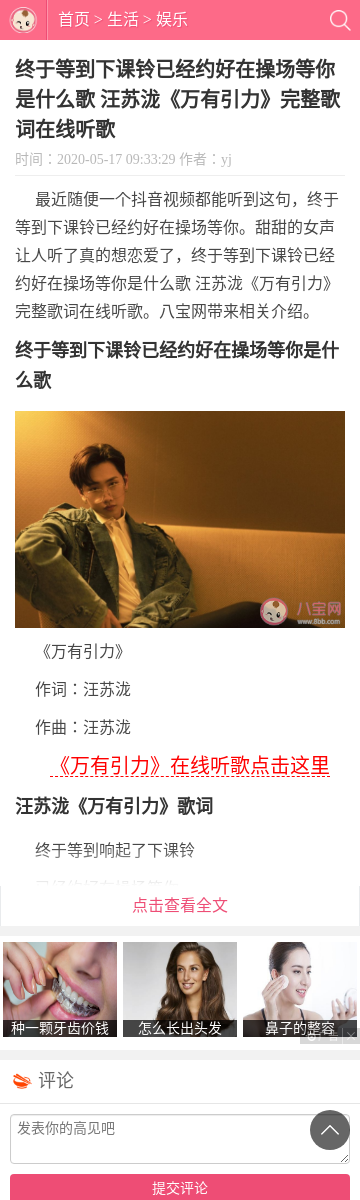 首页 > 生活 > 娱乐
终于等到下课铃已经约好在操场等你
是什么歌 汪苏泷《万有引力》完整歌
词在线听歌
时间：2020-05-17 09:33:29 作者：yj
最近随便一个抖音视频都能听到这句，终于
等到下课铃已经约好在操场等你。甜甜的女声
让人听了真的想恋爱了，终于等到下课铃已经
约好在操场等你是什么歌 汪苏泷《万有引力》
完整歌词在线听歌。八宝网带来相关介绍。
终于等到下课铃已经约好在操场等你是什
么歌
八宝网
www.8bb.com
《万有引力》
作词：汪苏泷
作曲：汪苏泷
《万有引力》在线听歌点击这里
汪苏泷《万有引力》歌词
终于等到响起了下课铃
点击查看全文
种一颗牙齿价钱
怎么长出头发
鼻子的整容
评论
发表你的高见吧
提交评论